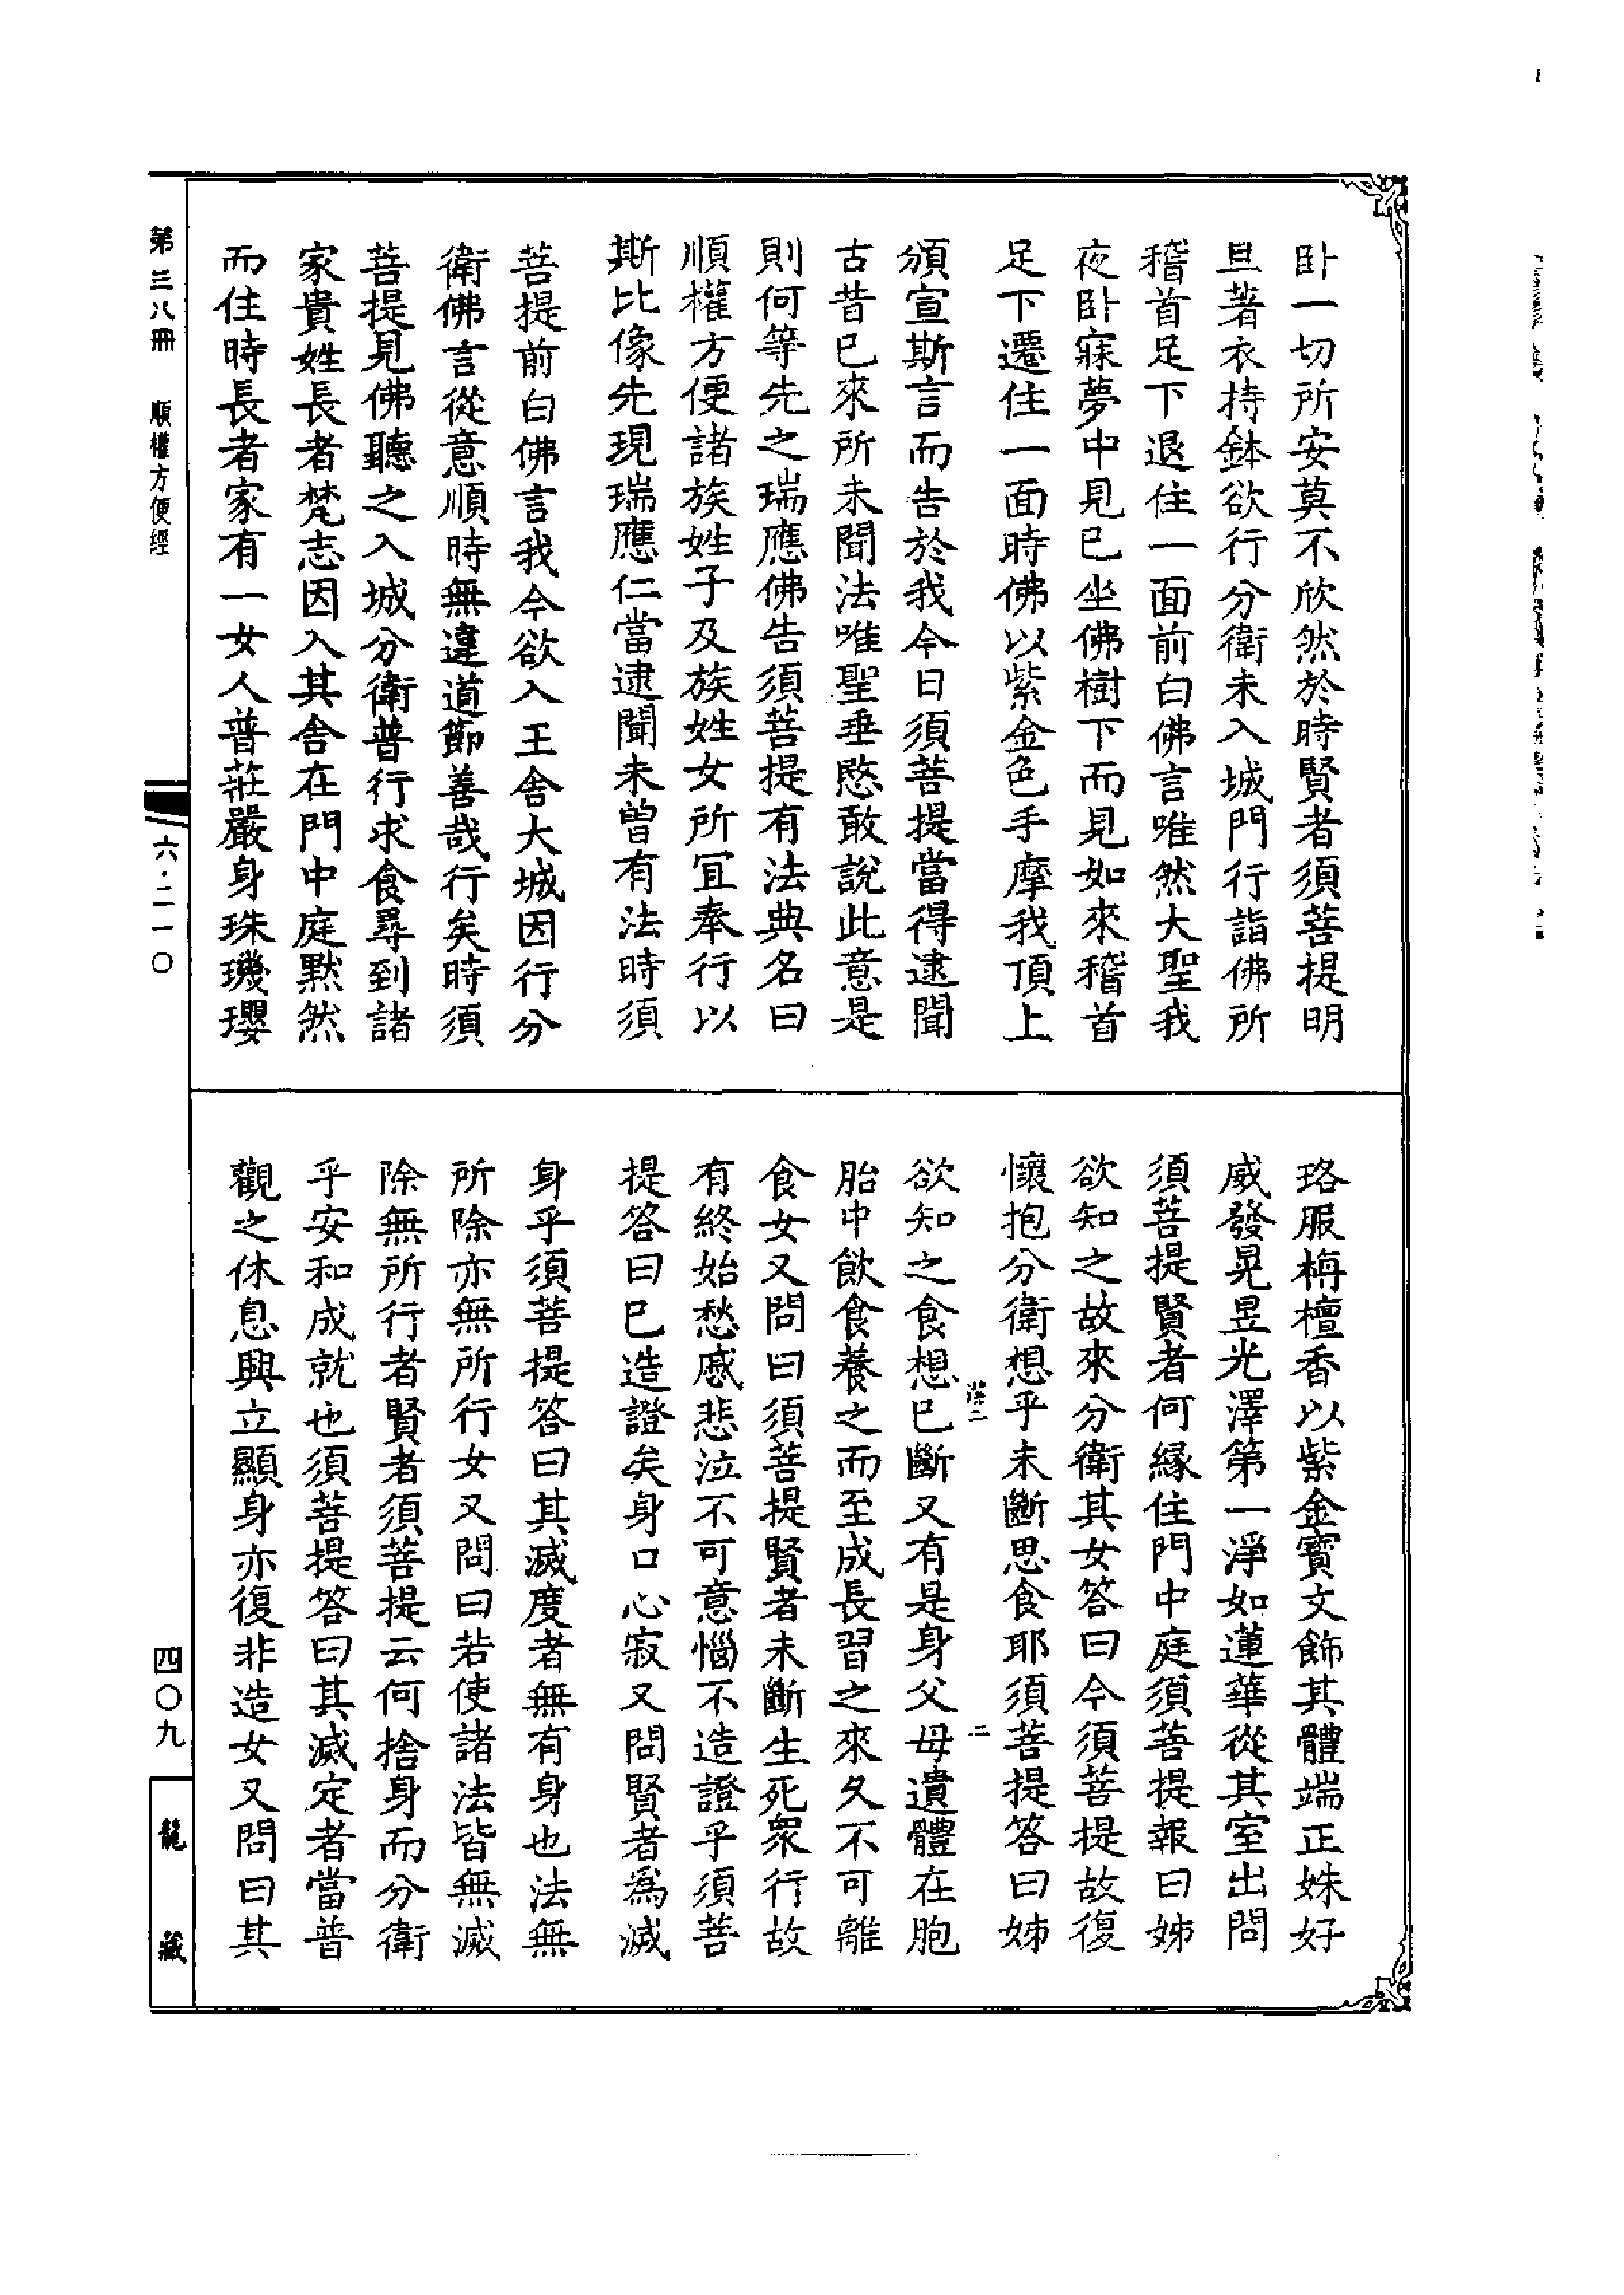 卧一切所安莫不欣然於時賢者須菩提明
旦著衣持鉢欲行分衛未入城門行詣佛所
稽首足下退住一面前白佛言唯然大聖我
夜卧寐夢中見已坐佛樹下而見如來稽首
足下遷住一面時佛以紫金色手摩我頂上
頒宣斯言而告於我今日須菩提當得逮聞
古昔已來所未聞法唯聖垂愍敢說此意是
則何等先之瑞應佛告須菩提有法典名曰
順權方便諸族姓子及族姓女所宜奉行以
斯比像先現瑞應仁當逮聞未曽有法時須
菩提前白佛言我今欲入王舍大城因行分
衛佛言從意順時無違道節善哉行矣時須
菩提見佛聽之入城分衛普行求食尋到諸
家貴姓長者梵志因入其舍在門中庭默然
而住時長者家有一女人普莊嚴身珠璣瓔
珞服栴檀香以紫金寳文飾其體端正姝好
威發晃昱光澤第一淨如蓮華從其室出問
須菩提賢者何緣住門中庭須菩提報曰姊
欲知之故來分衛其女答曰今須菩提故復
懷抱分衛想乎未斷思食耶須菩提答曰姊
欲知之食想已斷又有是身父母遺體在胞
胎中飲食養之而至成長習之來久不可離
食女又問曰須菩提賢者未斷生死衆行故
有終始愁慼悲泣不可意惱不造證乎須菩
提答曰已造證矣身口心寂又問賢者爲滅
身乎須菩提答曰其滅度者無有身也法無
所除亦無所行女又問曰若使諸法皆無滅
除無所行者賢者須菩提云何捨身而分衛
乎安和成就也須菩提答曰其滅定者當普
觀之休息興立顯身亦復非造女又問曰其
第三八冊 順權方便經
六·二一〇
四〇九
龍藏
二